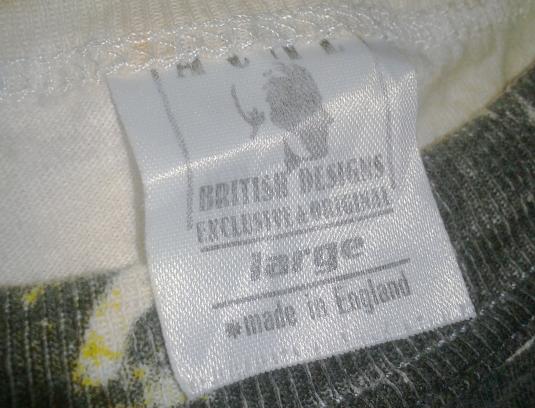 BRITISH DESIGNS
EXCLUSIVE & ORIGINAL
large
*made in England